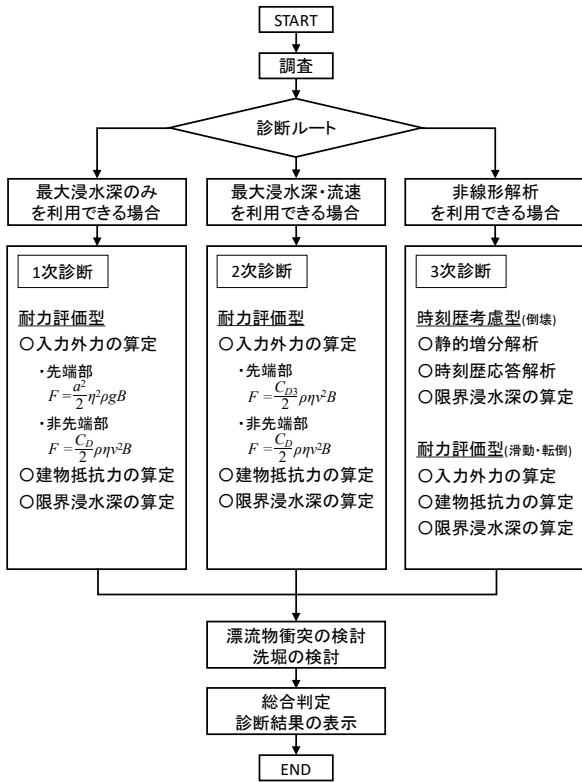 START
調査
診断ルート
最大浸水深のみ
を利用できる場合
1次診断
耐力評価型
○入力外力の算定
・先端部
F=a²/2 η²ρgB
・非先端部
F=C_D/2 ρηv²B
○建物抵抗力の算定
○限界浸水深の算定
最大浸水深・流速
を利用できる場合
2次診断
耐力評価型
○入力外力の算定
・先端部
F=C_D3/2 ρηv²B
・非先端部
F=C_D/2 ρηv²B
○建物抵抗力の算定
○限界浸水深の算定
非線形解析
を利用できる場合
3次診断
時刻歴考慮型(倒壊)
○静的増分解析
○時刻歴応答解析
○限界浸水深の算定
耐力評価型(滑動・転倒)
○入力外力の算定
○建物抵抗力の算定
○限界浸水深の算定
漂流物衝突の検討
洗堀の検討
総合判定
診断結果の表示
END